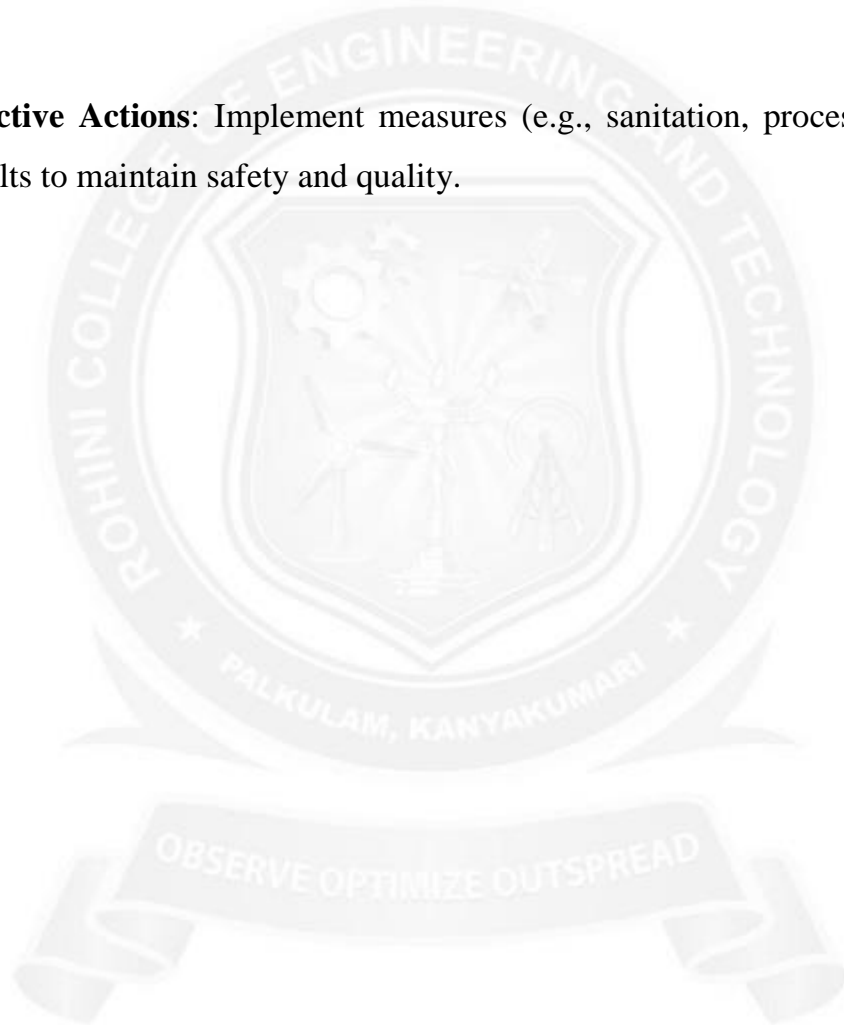 ctive Actions: Implement measures (e.g., sanitation, proces
lts to maintain safety and quality.
ROHINI COLLEGE OF ENGINEERING AND TECHNOLOGY
PALKULAM, KANYAKUMARI
OBSERVE OPTIMIZE OUTSPREAD